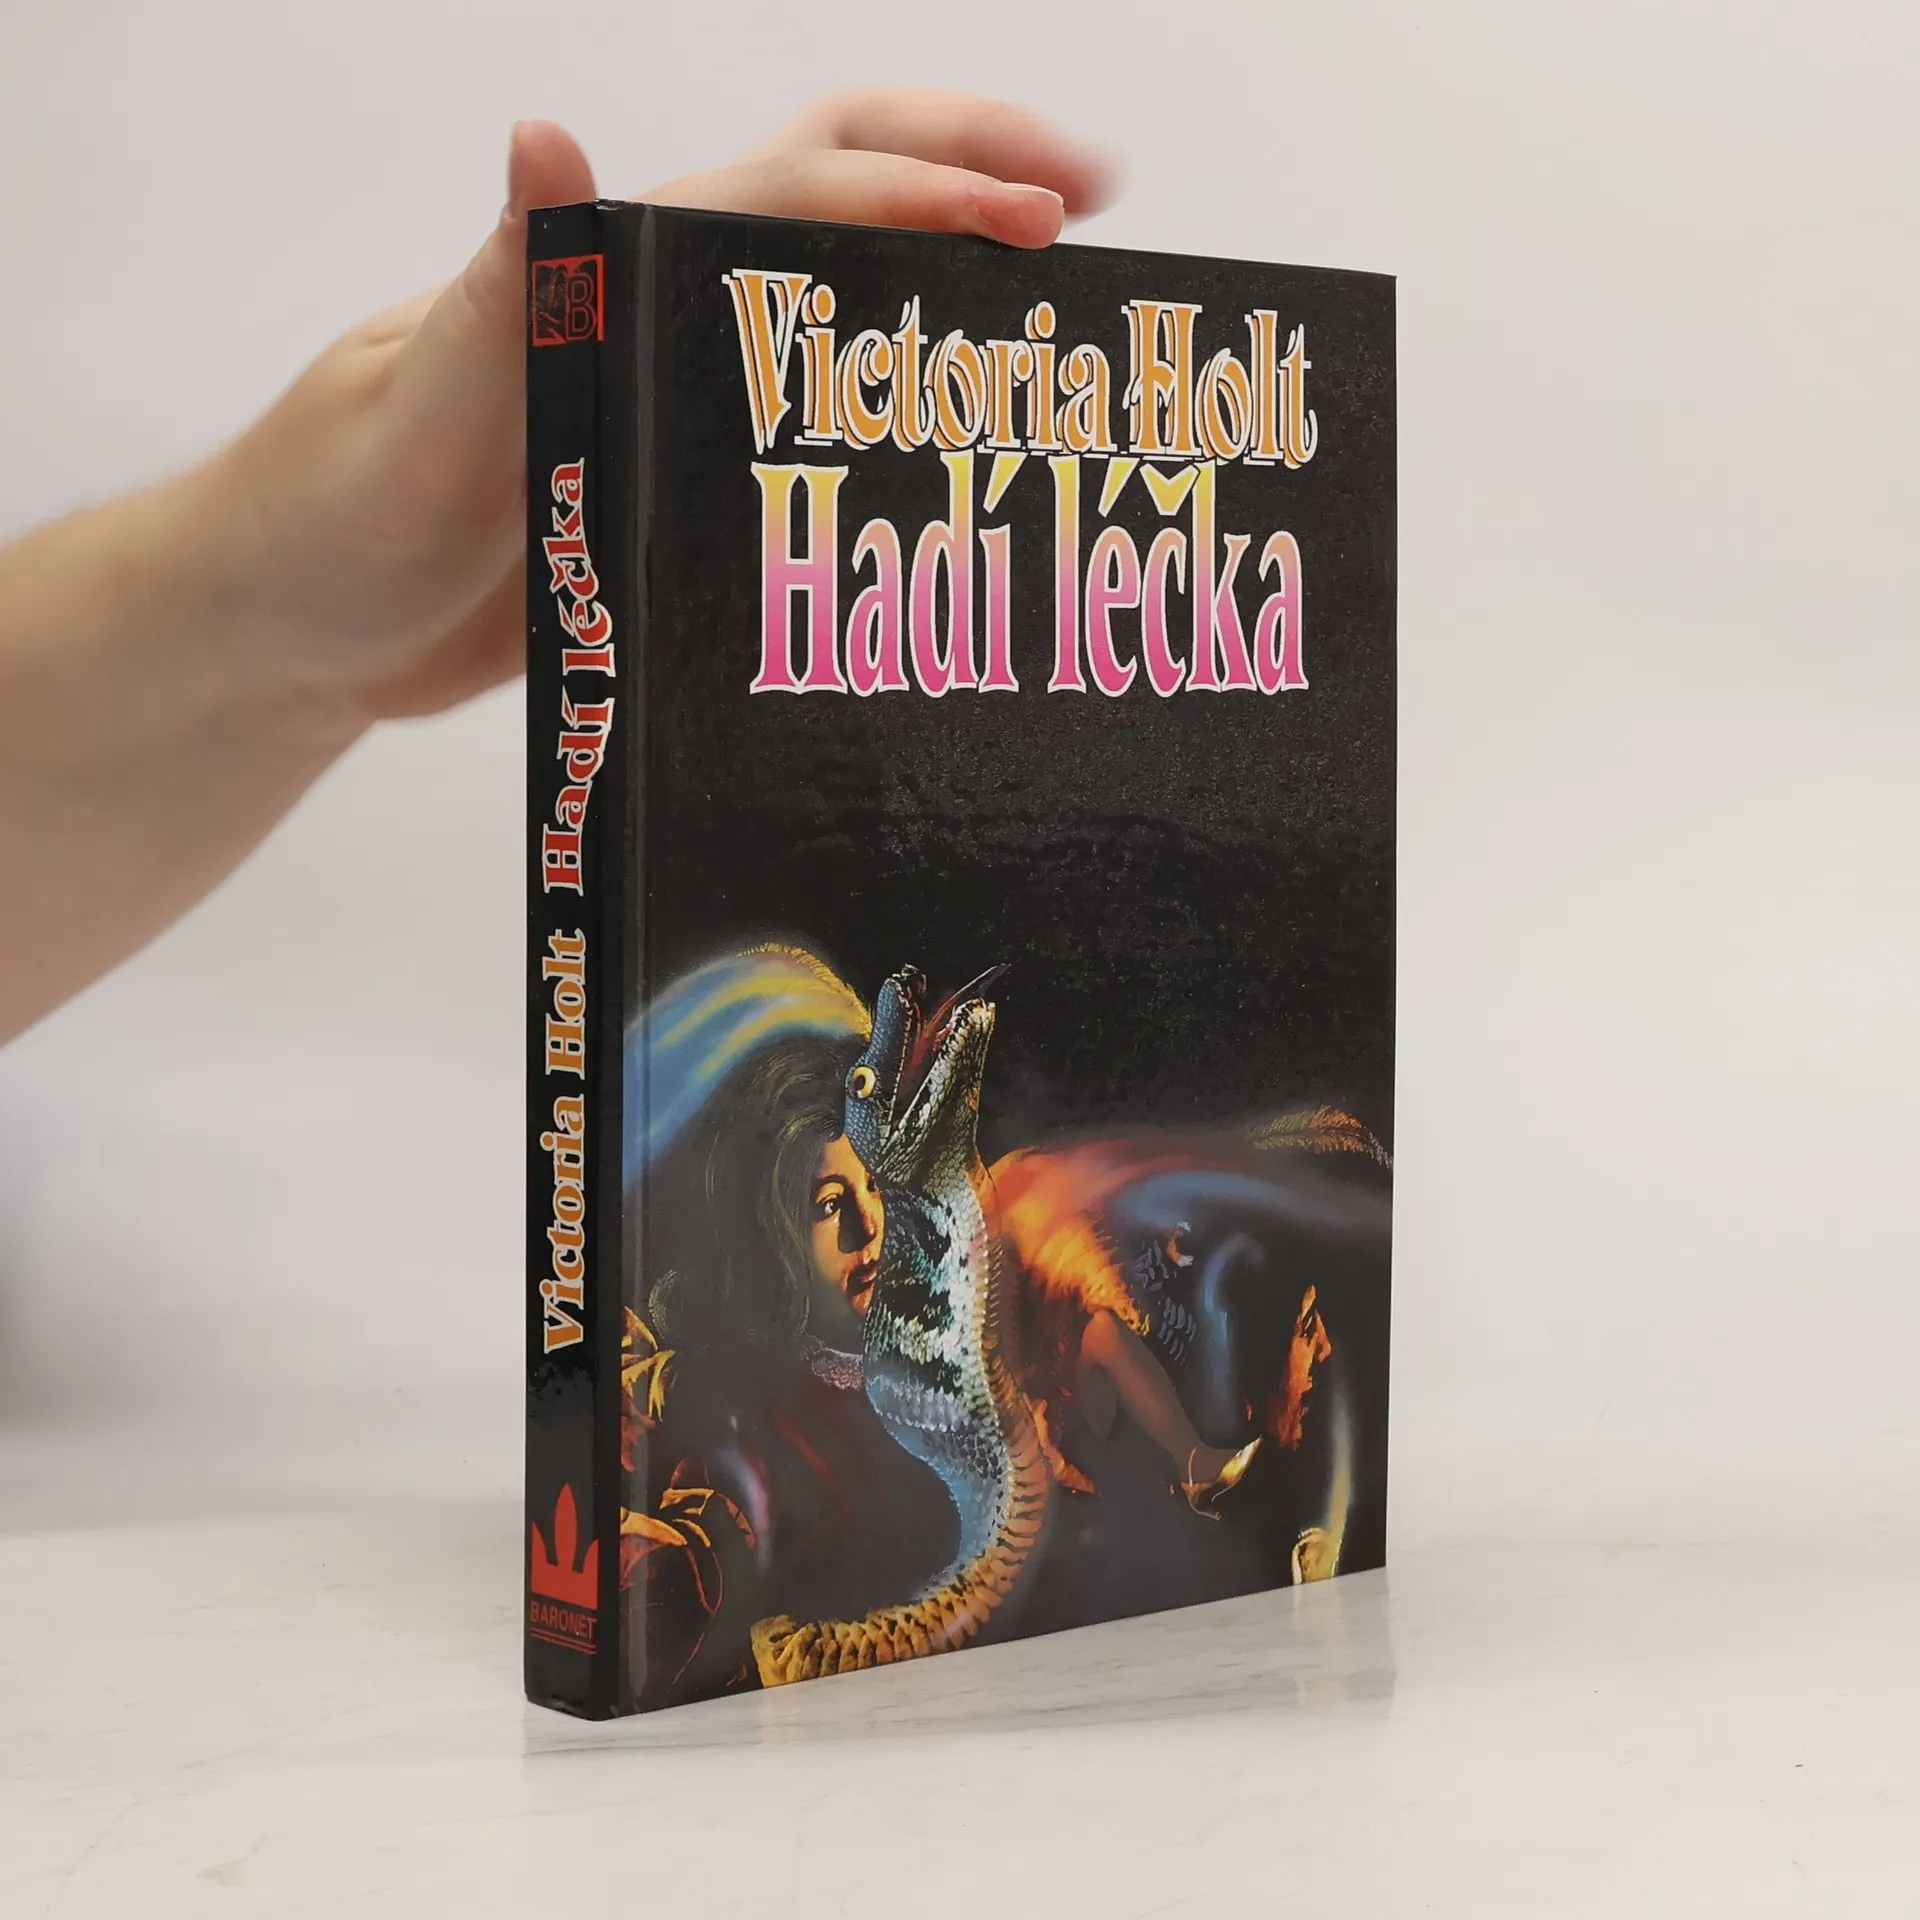 Victoria Holt
Hadí léčka
Victoria Holt Hadí léčka
B
BARONET